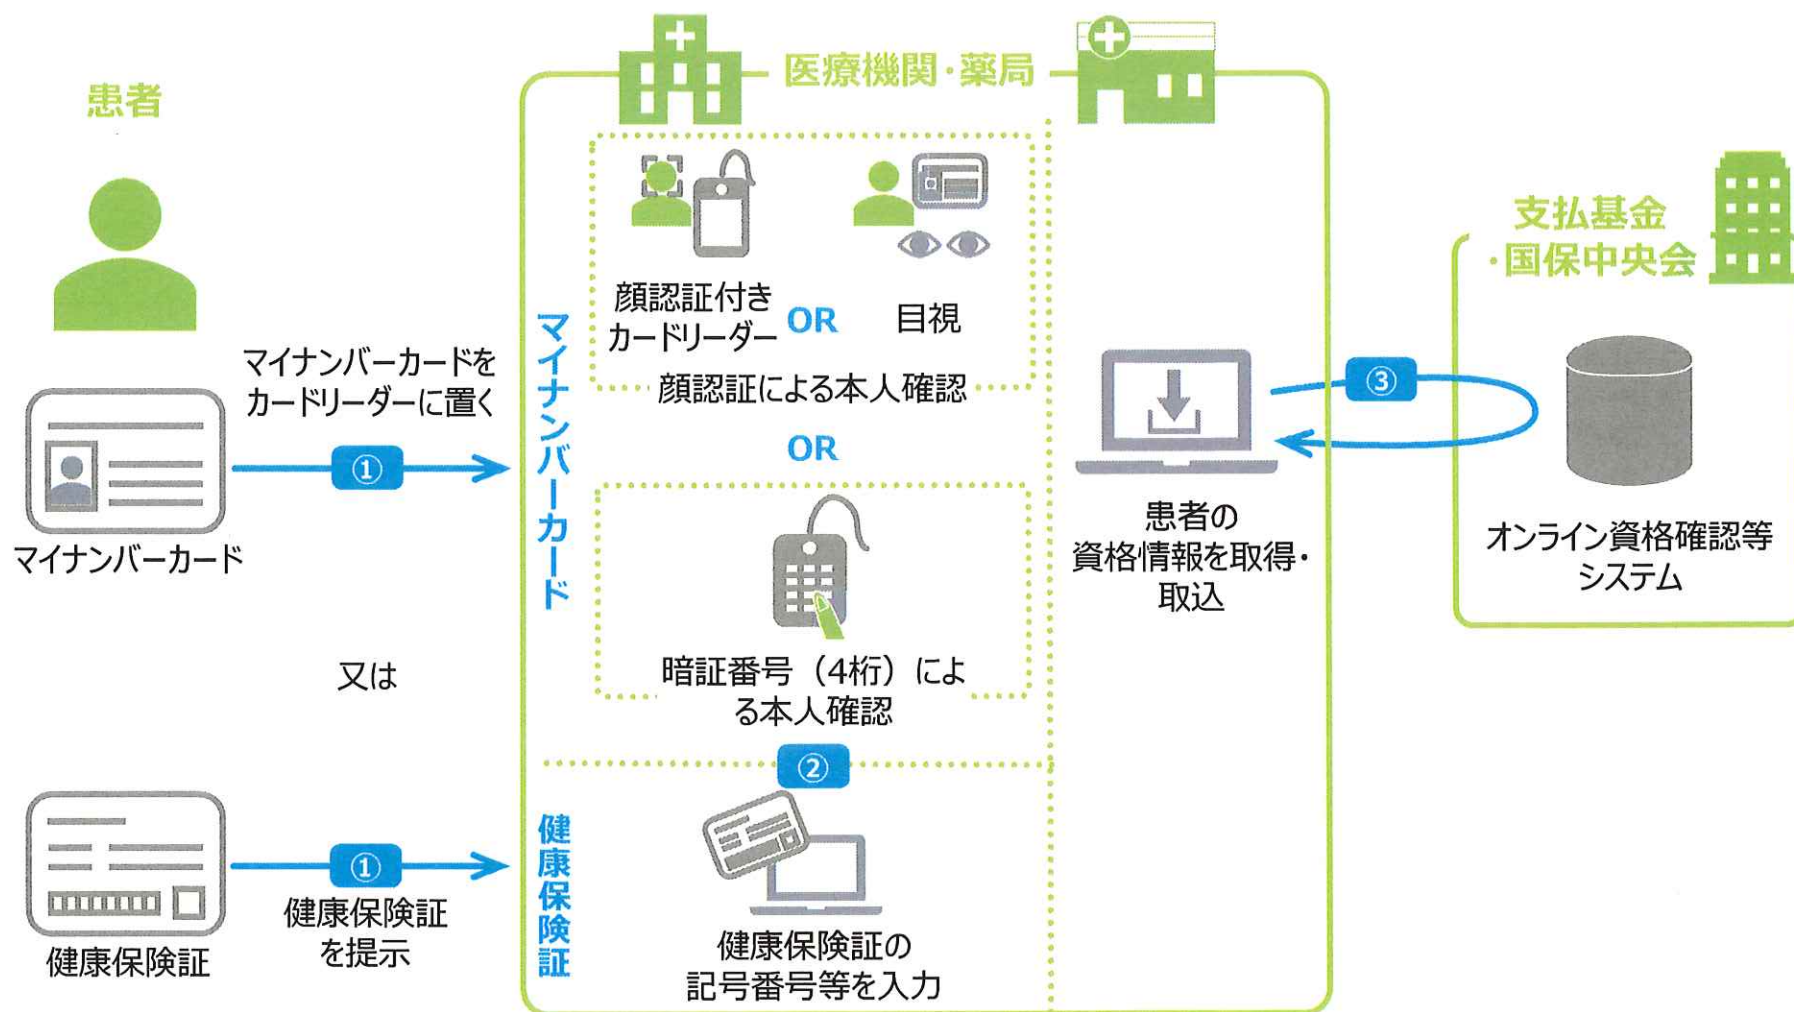 患者
マイナンバーカードを
カードリーダーに置く
①
マイナンバーカード
又は
①
健康保険証
を提示
健康保険証
医療機関・薬局
マイナンバーカード
顔認証付き
カードリーダー
OR
目視
顔認証による本人確認
OR
暗証番号（4桁）によ
る本人確認
②
健康保険証
健康保険証の
記号番号等を入力
患者の
資格情報を取得・
取込
③
支払基金
・国保中央会
オンライン資格確認等
システム